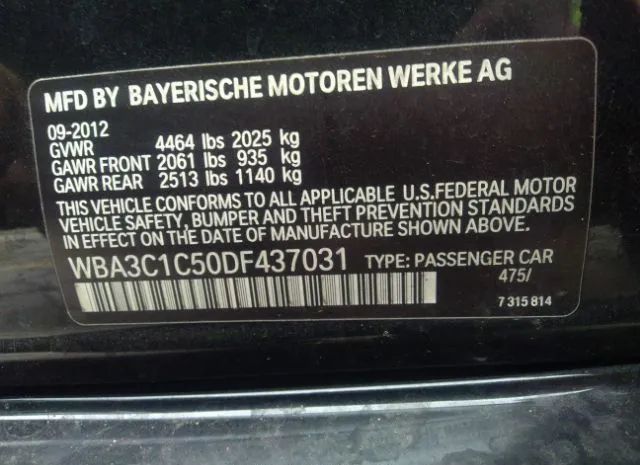 MFD BY BAYERISCHE MOTOREN WERKE AG
09-2012
GVWR 4464 lbs 2025 kg
GAWR FRONT 2061 lbs 935 kg
GAWR REAR 2513 lbs 1140 kg
THIS VEHICLE CONFORMS TO ALL APPLICABLE U.S.FEDERAL MOTOR
VEHICLE SAFETY, BUMPER AND THEFT PREVENTION STANDARDS
IN EFFECT ON THE DATE OF MANUFACTURE SHOWN ABOVE.
WBA3C1C50DF437031 TYPE: PASSENGER CAR
475/
7 315 814